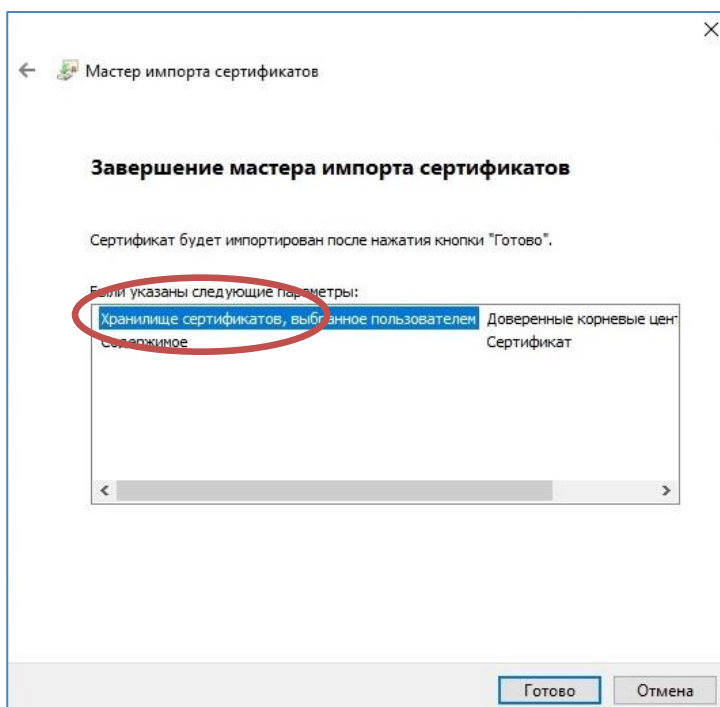 Мастер импорта сертификатов
Завершение мастера импорта сертификатов
Сертификат будет импортирован после нажатия кнопки "Готово".
Были указаны следующие параметры:
Хранилище сертификатов, выбранное пользователем Доверенные корневые цен
Содержимое Сертификат
Готово Отмена